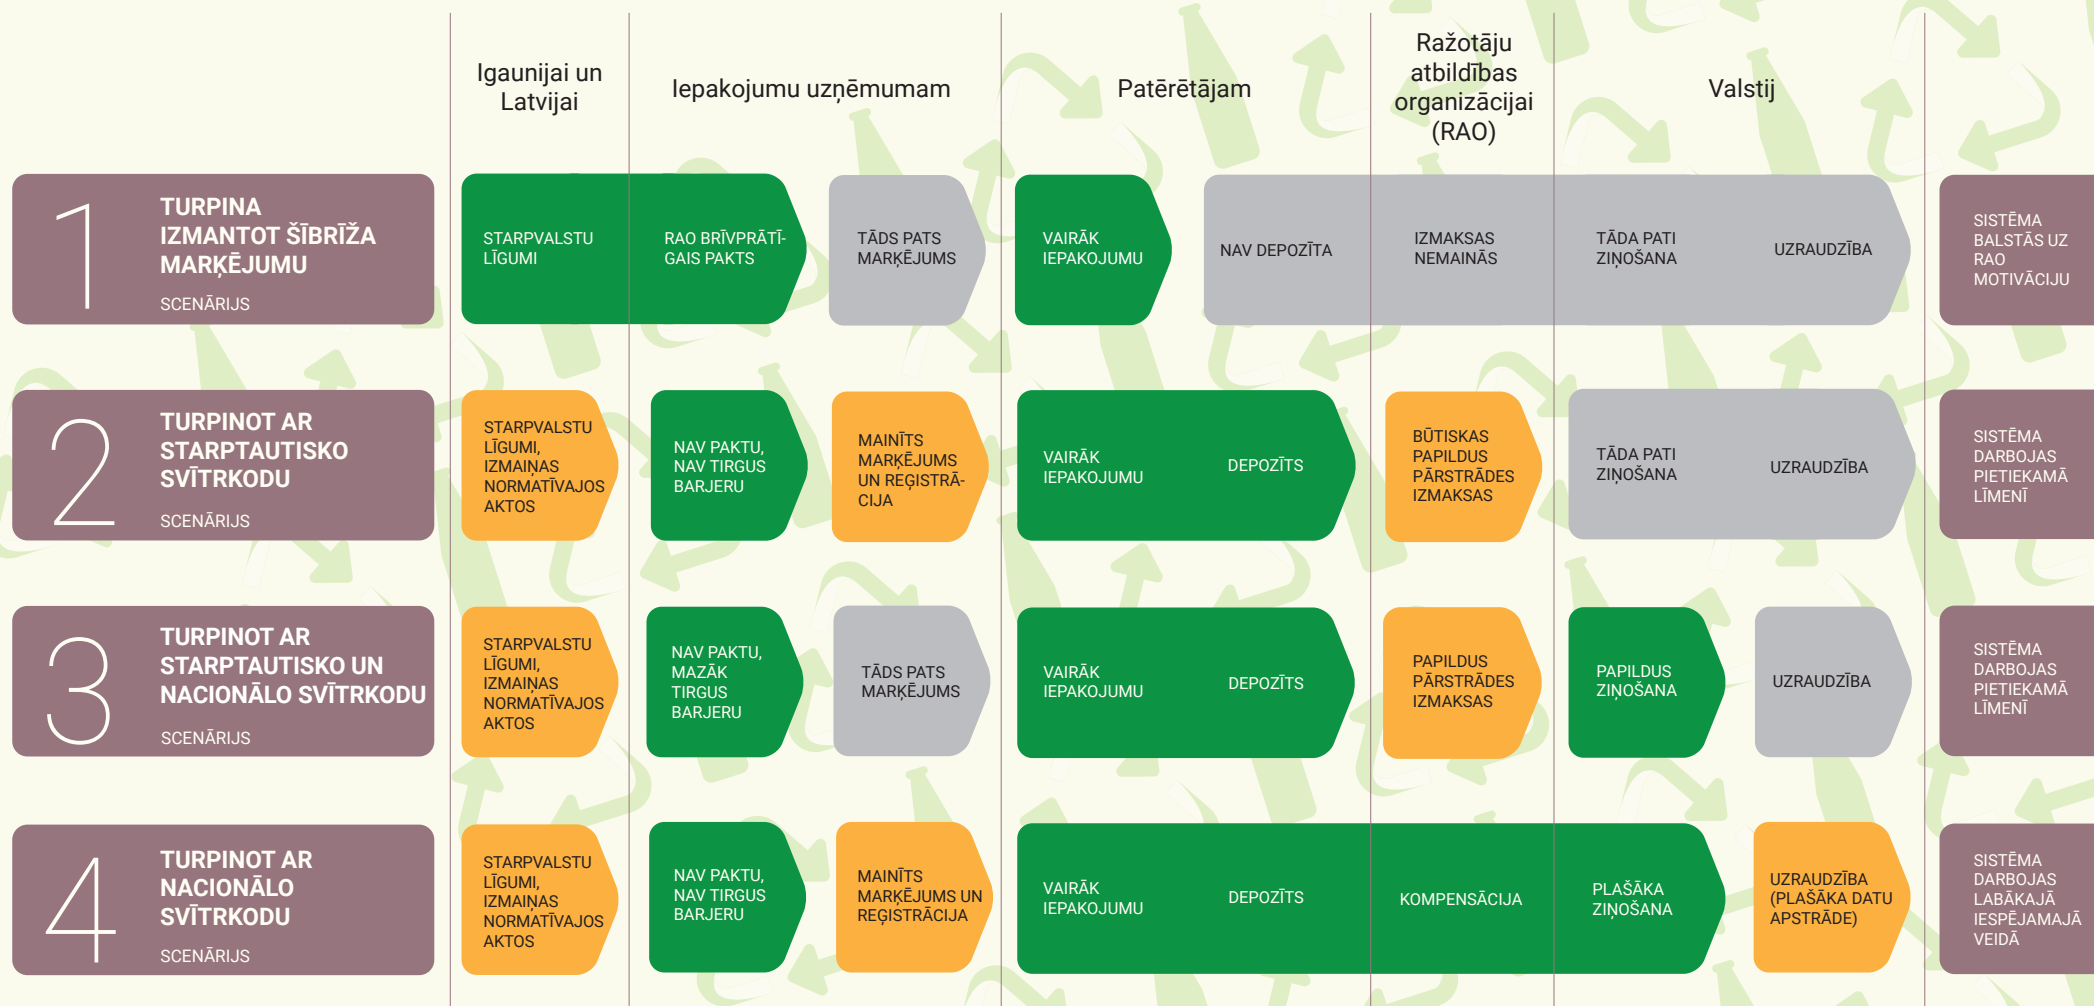 Igaunijai un
Latvijai
Iepakojumu uzņēmumam
Patērētājam
Ražotāju
atbildības
organizācijai
(RAO)
Valstij
1
TURPINA
IZMANTOT ŠĪBRĪŽA
MARĶĒJUMU
SCENĀRIJS
STARPVALSTU
LĪGUMI
RAO BRĪVPRĀTĪ-
GAIS PAKTS
TĀDS PATS
MARĶĒJUMS
VAIRĀK
IEPAKOJUMU
NAV DEPOZĪTA
IZMAKSAS
NEMAINĀS
TĀDA PATI
ZIŅOŠANA
UZRAUDZĪBA
SISTĒMA
BALSTĀS UZ
RAO
MOTIVĀCIJU
2
TURPINOT AR
STARPTAUTISKO
SVĪTRKODU
SCENĀRIJS
STARPVALSTU
LĪGUMI,
IZMAIŅAS
NORMATĪVAJOS
AKTOS
NAV PAKTU,
NAV TIRGUS
BARJERU
MAINĪTS
MARĶĒJUMS
UN REĢISTRĀ-
CIJA
VAIRĀK
IEPAKOJUMU
DEPOZĪTS
BŪTISKAS
PAPILDUS
PĀRSTRĀDES
IZMAKSAS
TĀDA PATI
ZIŅOŠANA
UZRAUDZĪBA
SISTĒMA
DARBOJAS
PIETIEKAMĀ
LĪMENĪ
3
TURPINOT AR
STARPTAUTISKO UN
NACIONĀLO SVĪTRKODU
SCENĀRIJS
STARPVALSTU
LĪGUMI,
IZMAIŅAS
NORMATĪVAJOS
AKTOS
NAV PAKTU,
MAZĀK
TIRGUS
BARJERU
TĀDS PATS
MARĶĒJUMS
VAIRĀK
IEPAKOJUMU
DEPOZĪTS
PAPILDUS
PĀRSTRĀDES
IZMAKSAS
PAPILDUS
ZIŅOŠANA
UZRAUDZĪBA
SISTĒMA
DARBOJAS
PIETIEKAMĀ
LĪMENĪ
4
TURPINOT AR
NACIONĀLO
SVĪTRKODU
SCENĀRIJS
STARPVALSTU
LĪGUMI,
IZMAIŅAS
NORMATĪVAJOS
AKTOS
NAV PAKTU,
NAV TIRGUS
BARJERU
MAINĪTS
MARĶĒJUMS UN
REĢISTRĀCIJA
VAIRĀK
IEPAKOJUMU
DEPOZĪTS
KOMPENSĀCIJA
PLAŠĀKA
ZIŅOŠANA
UZRAUDZĪBA
(PLAŠĀKA DATU
APSTRĀDE)
SISTĒMA
DARBOJAS
LABĀKAJĀ
IESPĒJAMAJĀ
VEIDĀ